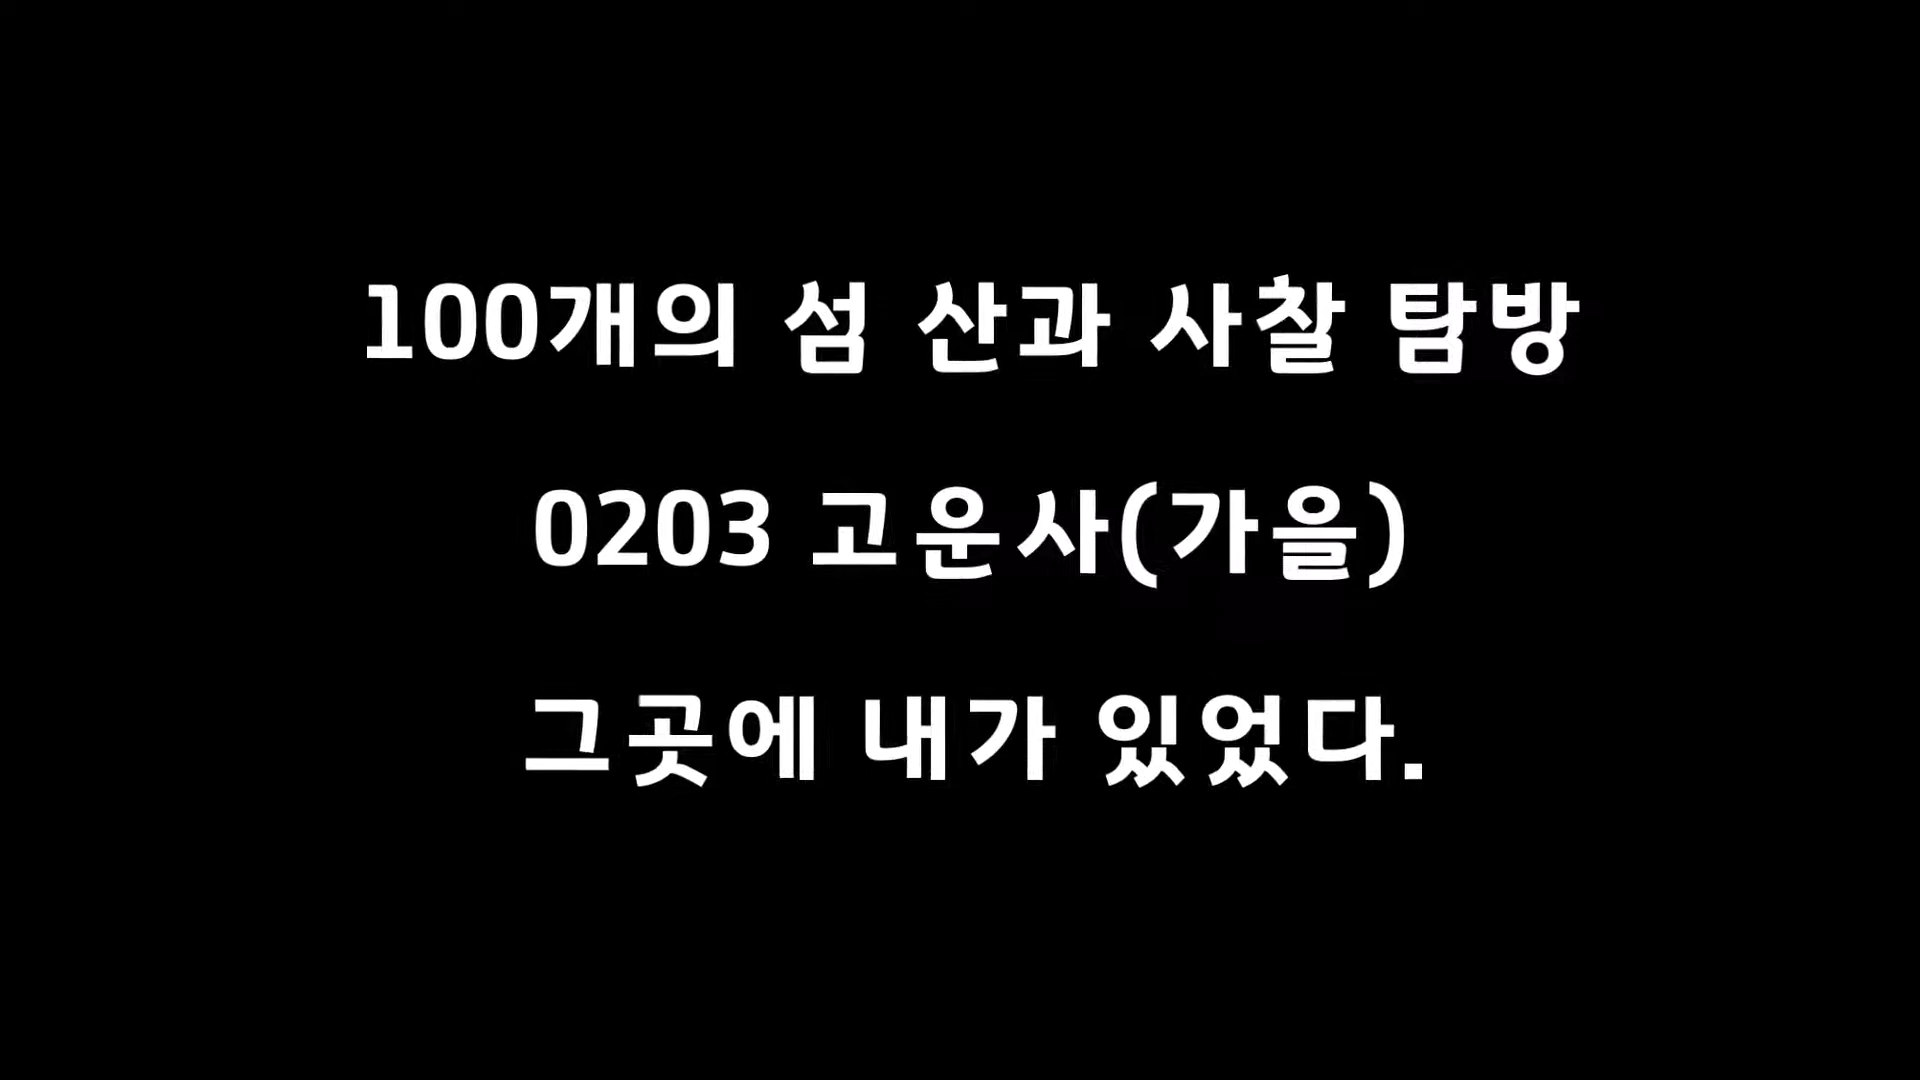 100개의 섬 산과 사찰 탐방
0203 고운사(가을)
그곳에 내가 있었다.